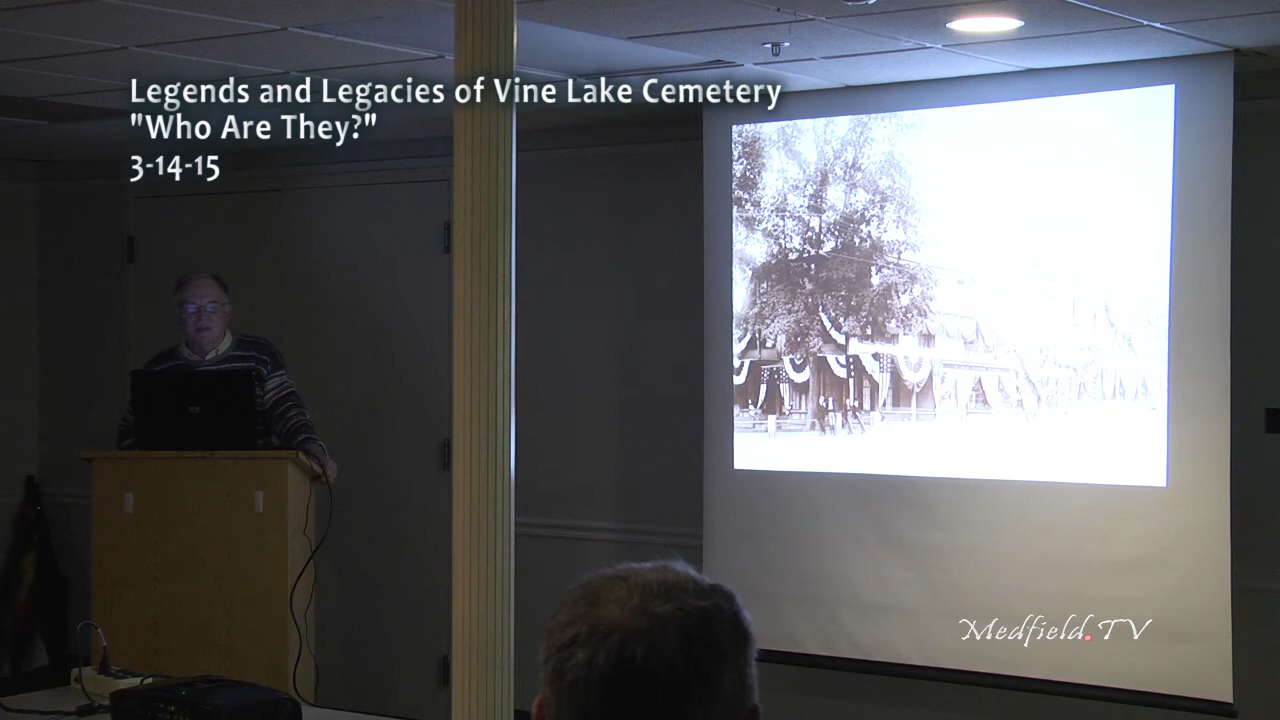 Legends and Legacies of Vine Lake Cemetery
"Who Are They?"
3-14-15
Medfield.TV